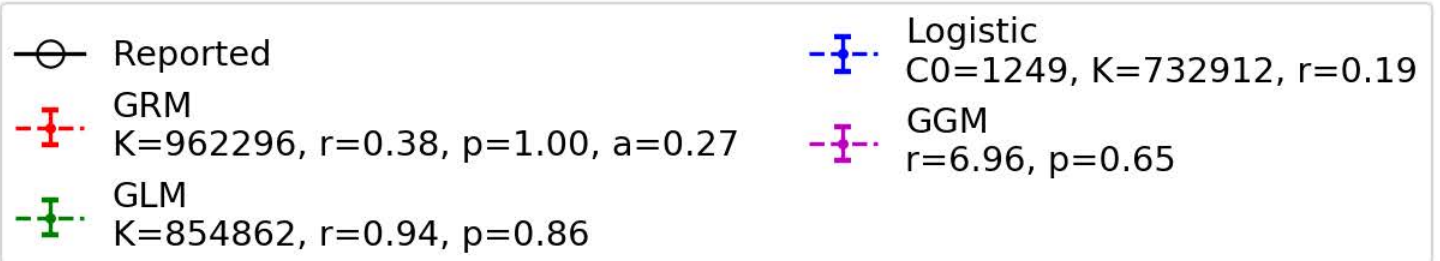 Reported
GRM
K=962296, r=0.38, p=1.00, a=0.27
GLM
K=854862, r=0.94, p=0.86
Logistic
C0=1249, K=732912, r=0.19
GGM
r=6.96, p=0.65